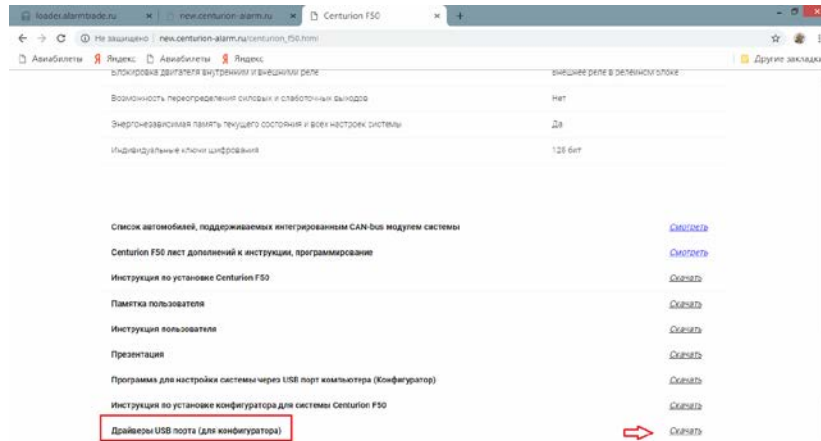 loader.alarmtrade.ru
new.centurion-alarm.ru
Centurion F50
Не защищено | new.centurion-alarm.ru/centurion_f50.html
Авиабилеты Яндекс Авиабилеты Яндекс Другие закладки
Блокировка двигателя внутренним и внешними реле внешнее реле в релейном блоке
Возможность переопределения силовых и слаботочных выходов Нет
Энергонезависимая память текущего состояния и всех настроек системы Да
Индивидуальные ключи шифрования 128 бит
Список автомобилей, поддерживаемых интегрированным CAN-bus модулем системы Смотреть
Centurion F50 лист дополнений к инструкции, программирование Смотреть
Инструкция по установке Centurion F50 Скачать
Памятка пользователя Скачать
Инструкция пользователя Скачать
Презентация Скачать
Программа для настройки системы через USB порт компьютера (Конфигуратор) Скачать
Инструкция по установке конфигуратора для системы Centurion F50 Скачать
Драйверы USB порта (для конфигуратора) Скачать